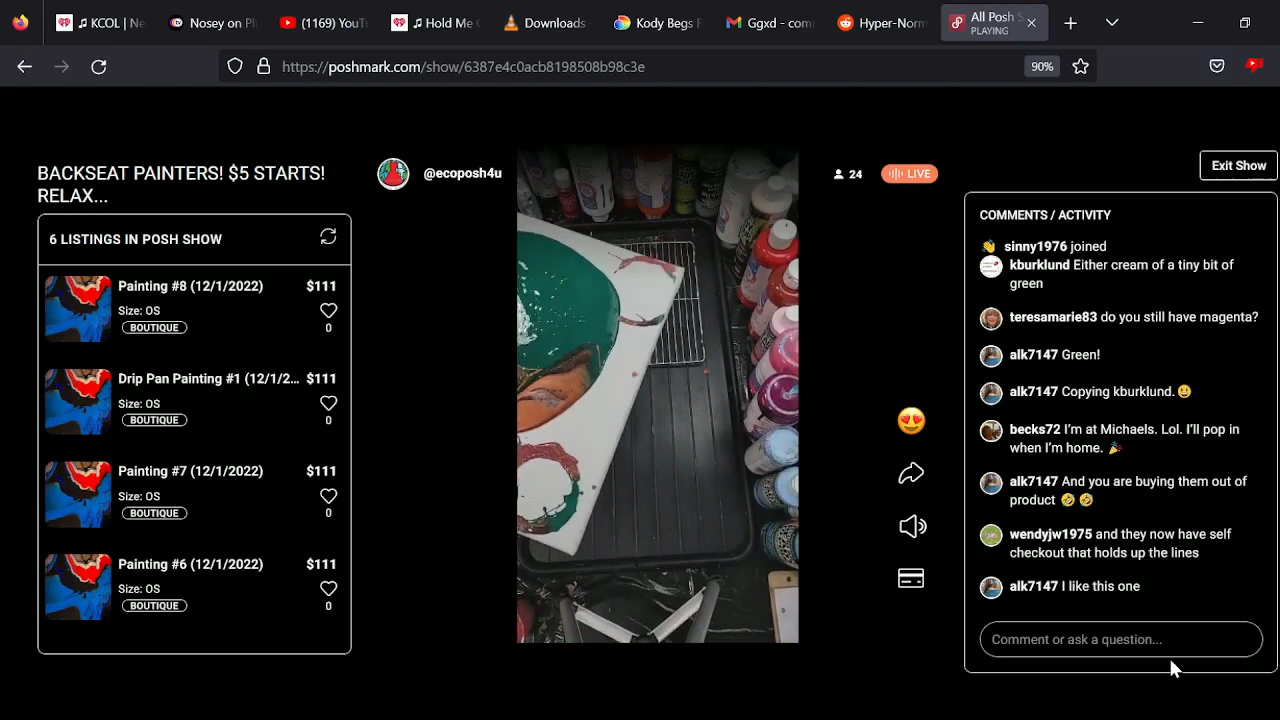 ♫ KCOL | Ne
Nosey on Pl
(1169) YouT
♫ Hold Me C
Downloads
Kody Begs F
Ggxd - com
Hyper-Norm
All Posh S
PLAYING
https://poshmark.com/show/6387e4c0acb8198508b98c3e
90%
BACKSEAT PAINTERS! $5 STARTS!
RELAX...
@ecoposh4u
24
LIVE
Exit Show
6 LISTINGS IN POSH SHOW
Painting #8 (12/1/2022) $111
Size: OS
BOUTIQUE
0
Drip Pan Painting #1 (12/1/2... $111
Size: OS
BOUTIQUE
0
Painting #7 (12/1/2022) $111
Size: OS
BOUTIQUE
0
Painting #6 (12/1/2022) $111
Size: OS
BOUTIQUE
0
COMMENTS / ACTIVITY
👏 sinny1976 joined
kburklund Either cream of a tiny bit of
green
teresamarie83 do you still have magenta?
alk7147 Green!
alk7147 Copying kburklund. 😃
becks72 I'm at Michaels. Lol. I'll pop in
when I'm home. 🎉
alk7147 And you are buying them out of
product 🤣 🤣
wendyjw1975 and they now have self
checkout that holds up the lines
alk7147 I like this one
Comment or ask a question...